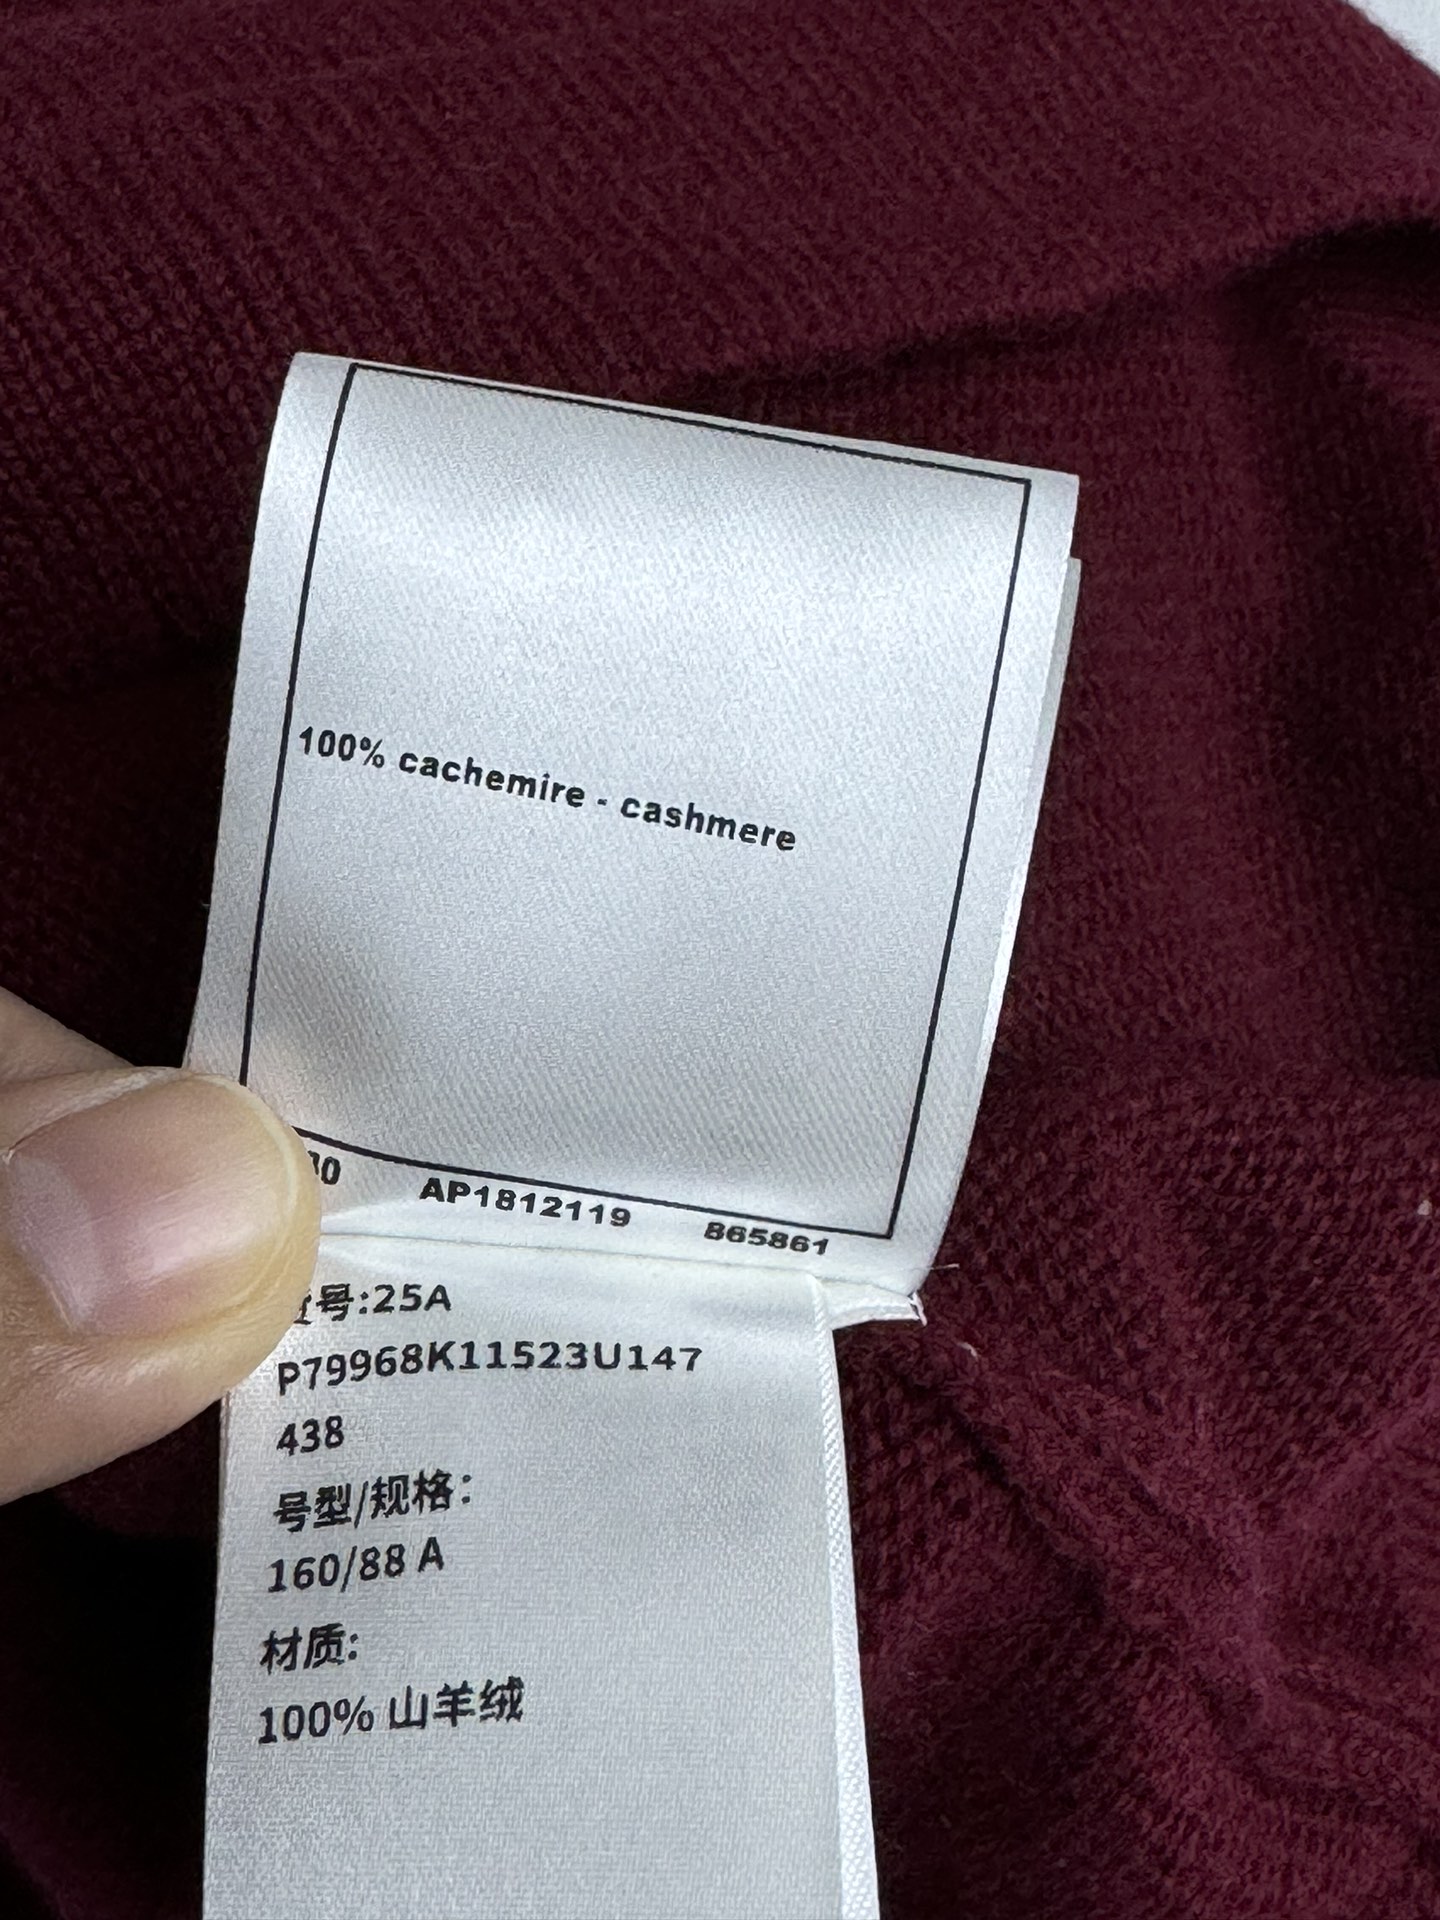 100% cachemire - cashmere
AP1812119 865861
号:25A
P79968K11523U147
438
号型/规格:
160/88 A
材质:
100% 山羊绒